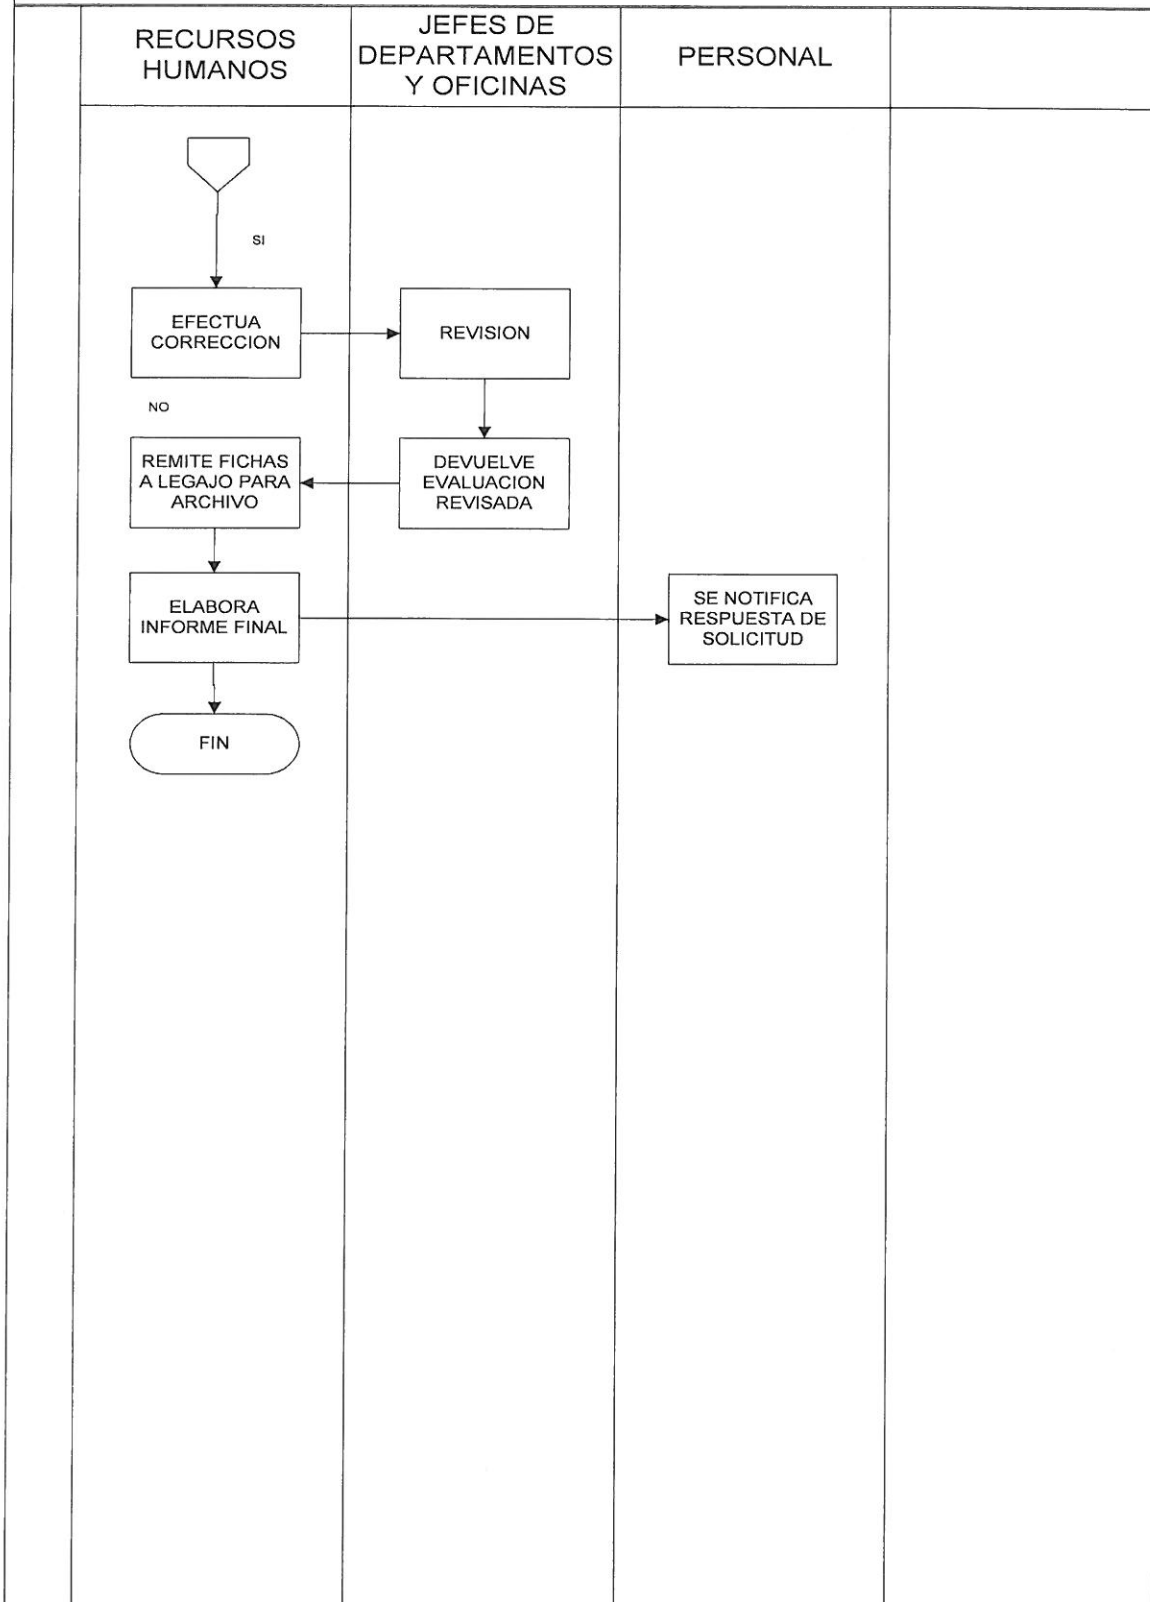 RECURSOS
HUMANOS
JEFES DE
DEPARTAMENTOS
Y OFICINAS
PERSONAL
SI
EFECTUA
CORRECCION
REVISION
NO
REMITE FICHAS
A LEGAJO PARA
ARCHIVO
DEVUELVE
EVALUACION
REVISADA
ELABORA
INFORME FINAL
SE NOTIFICA
RESPUESTA DE
SOLICITUD
FIN